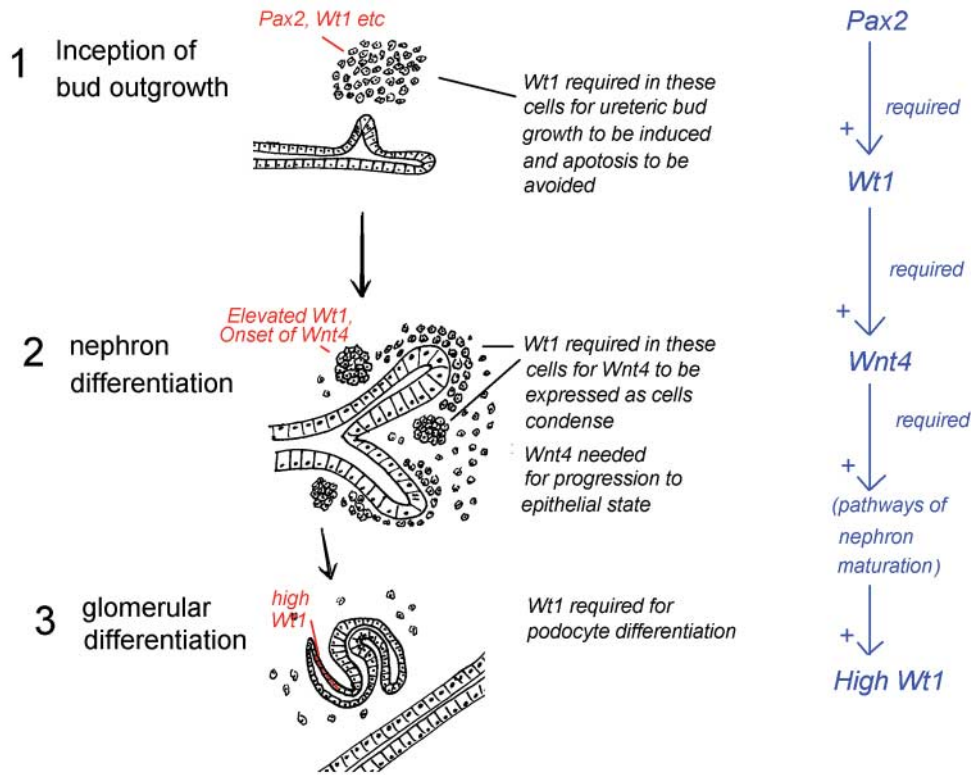 1 Inception of
bud outgrowth
Pax2, Wt1 etc
Wt1 required in these
cells for ureteric bud
growth to be induced
and apotosis to be
avoided
2 nephron
differentiation
Elevated Wt1,
Onset of Wnt4
Wt1 required in these
cells for Wnt4 to be
expressed as cells
condense
Wnt4 needed
for progression to
epithelial state
3 glomerular
differentiation
high
Wt1
Wt1 required for
podocyte differentiation
Pax2
required
+
Wt1
required
+
Wnt4
required
+
(pathways of
nephron
maturation)
+
High Wt1